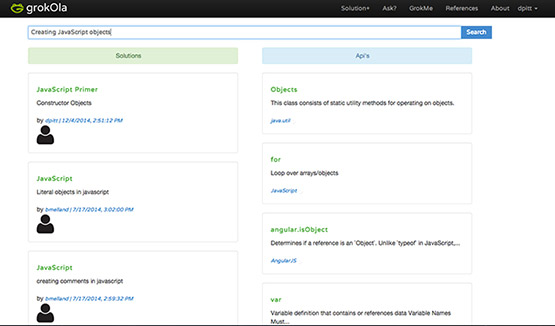 grokOla
Solution+ Ask? GrokMe References About dpitt
Creating JavaScript objects
Search
Solutions
JavaScript Primer
Constructor Objects
by dpitt | 12/4/2014, 2:51:12 PM
JavaScript
Literal objects in javascript
by bmelland | 7/17/2014, 3:02:00 PM
JavaScript
creating comments in javascript
by bmelland | 7/17/2014, 2:59:32 PM
Api's
Objects
This class consists of static utility methods for operating on objects.
java.util
for
Loop over arrays/objects
JavaScript
angular.isObject
Determines if a reference is an `Object`. Unlike `typeof` in JavaScript,...
AngularJS
var
Variable definition that contains or references data Variable Names
Must...